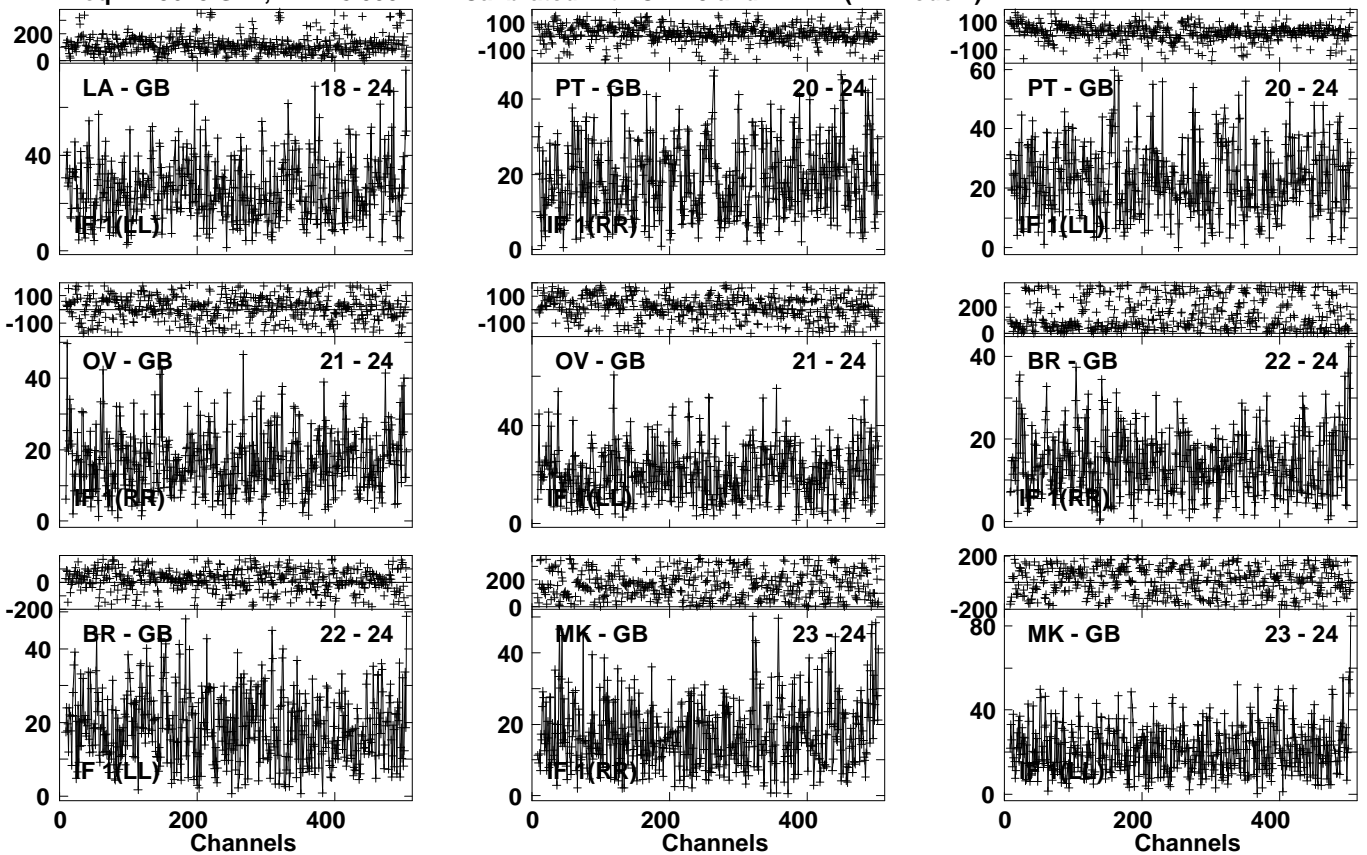 200
0
100
-100
100
-100
LA - GB 18 - 24
PT - GB 20 - 24
PT - GB 20 - 24
40
0
40
20
0
60
40
20
0
IF 1(LL)
IF 1(RR)
IF 1(LL)
100
-100
100
-100
200
0
OV - GB 21 - 24
OV - GB 21 - 24
BR - GB 22 - 24
40
20
0
40
0
40
20
0
IF 1(RR)
IF 1(LL)
IF 1(RR)
0
-200
200
0
200
-200
BR - GB 22 - 24
MK - GB 23 - 24
MK - GB 23 - 24
40
20
0
40
20
0
80
40
0
IF 1(LL)
IF 1(RR)
IF 1(LL)
0 200 400
0 200 400
0 200 400
Channels
Channels
Channels